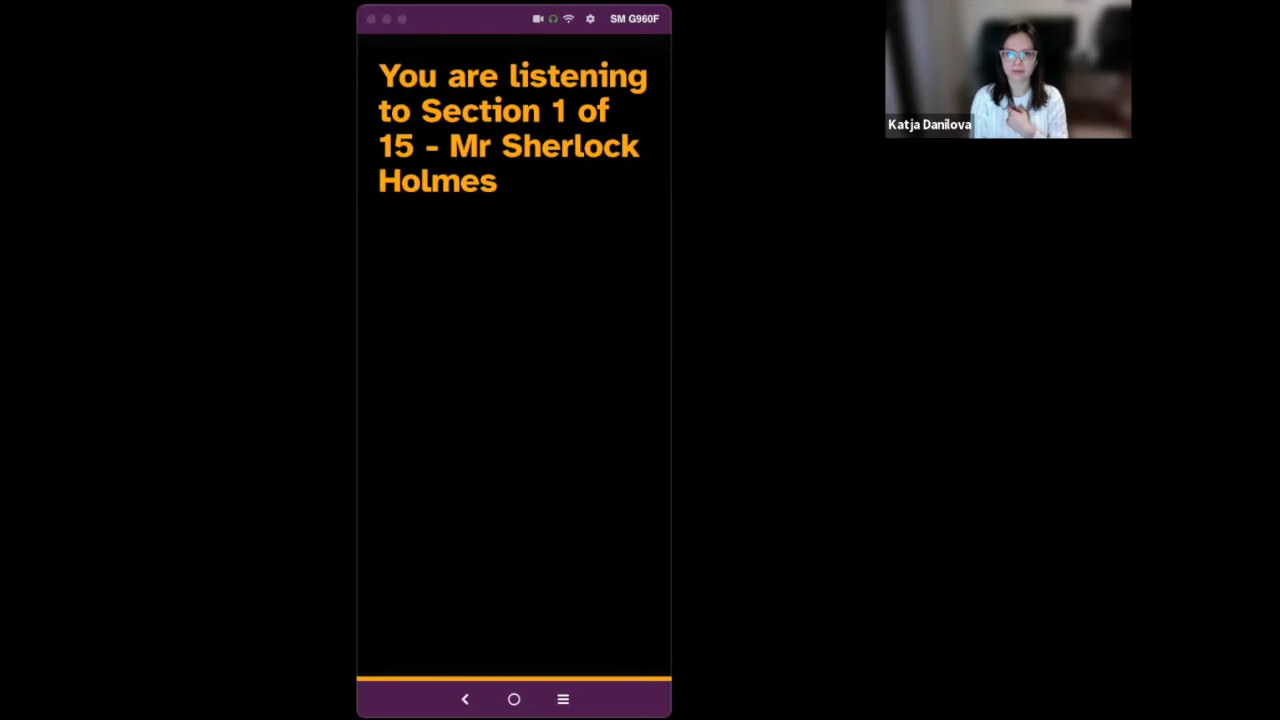 SM G960F
You are listening
to Section 1 of
15 - Mr Sherlock
Holmes
Katja Danilova